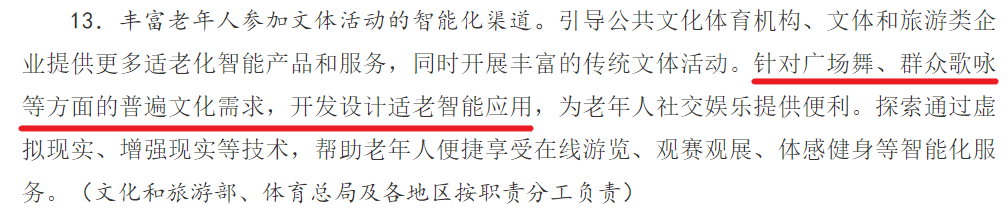 13. 丰富老年人参加文体活动的智能化渠道。引导公共文化体育机构、文体和旅游类企
业提供更多适老化智能产品和服务，同时开展丰富的传统文体活动。针对广场舞、群众歌咏
等方面的普遍文化需求，开发设计适老智能应用，为老年人社交娱乐提供便利。探索通过虚
拟现实、增强现实等技术，帮助老年人便捷享受在线游览、观赛观展、体感健身等智能化服
务。（文化和旅游部、体育总局及各地区按职责分工负责）